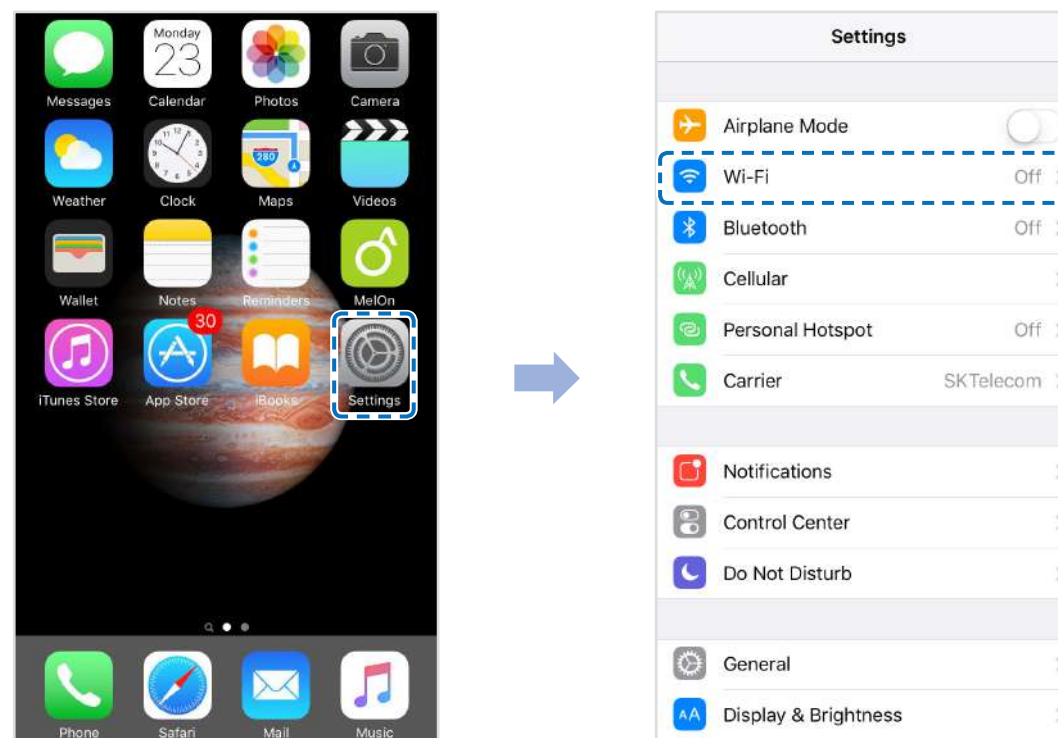 Monday
23
Messages Calendar Photos Camera
12
280
Weather Clock Maps Videos
Wallet Notes Reminders MelOn
30
iTunes Store App Store iBooks Settings
Phone Safari Mail Music
Settings
Airplane Mode
Wi-Fi Off
Bluetooth Off
Cellular
Personal Hotspot Off
Carrier SKTelecom
Notifications
Control Center
Do Not Disturb
General
AA Display & Brightness